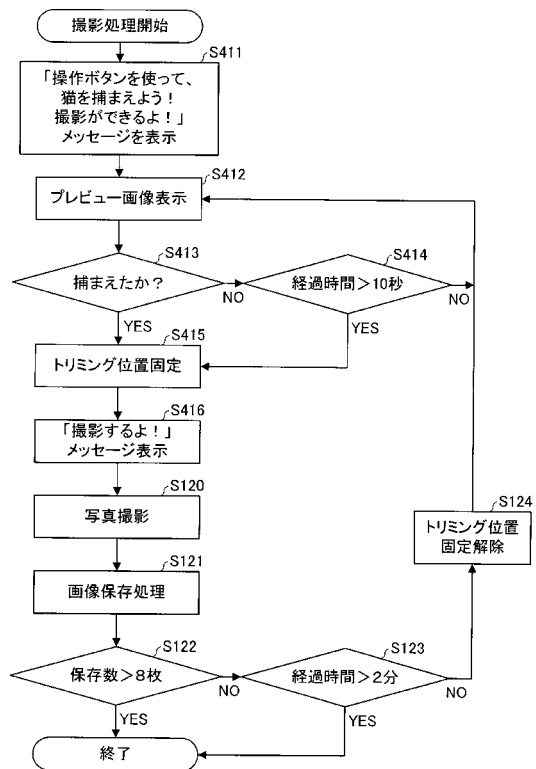 撮影処理開始
S411
「操作ボタンを使って、
猫を捕まえよう!
撮影ができるよ!」
メッセージを表示
S412
プレビュー画像表示
S413
捕まえたか?
NO
YES
S414
経過時間>10秒
NO
YES
S415
トリミング位置固定
S416
「撮影するよ!」
メッセージ表示
S120
写真撮影
S124
トリミング位置
固定解除
S121
画像保存処理
S122
保存数>8枚
NO
YES
S123
経過時間>2分
NO
YES
終了